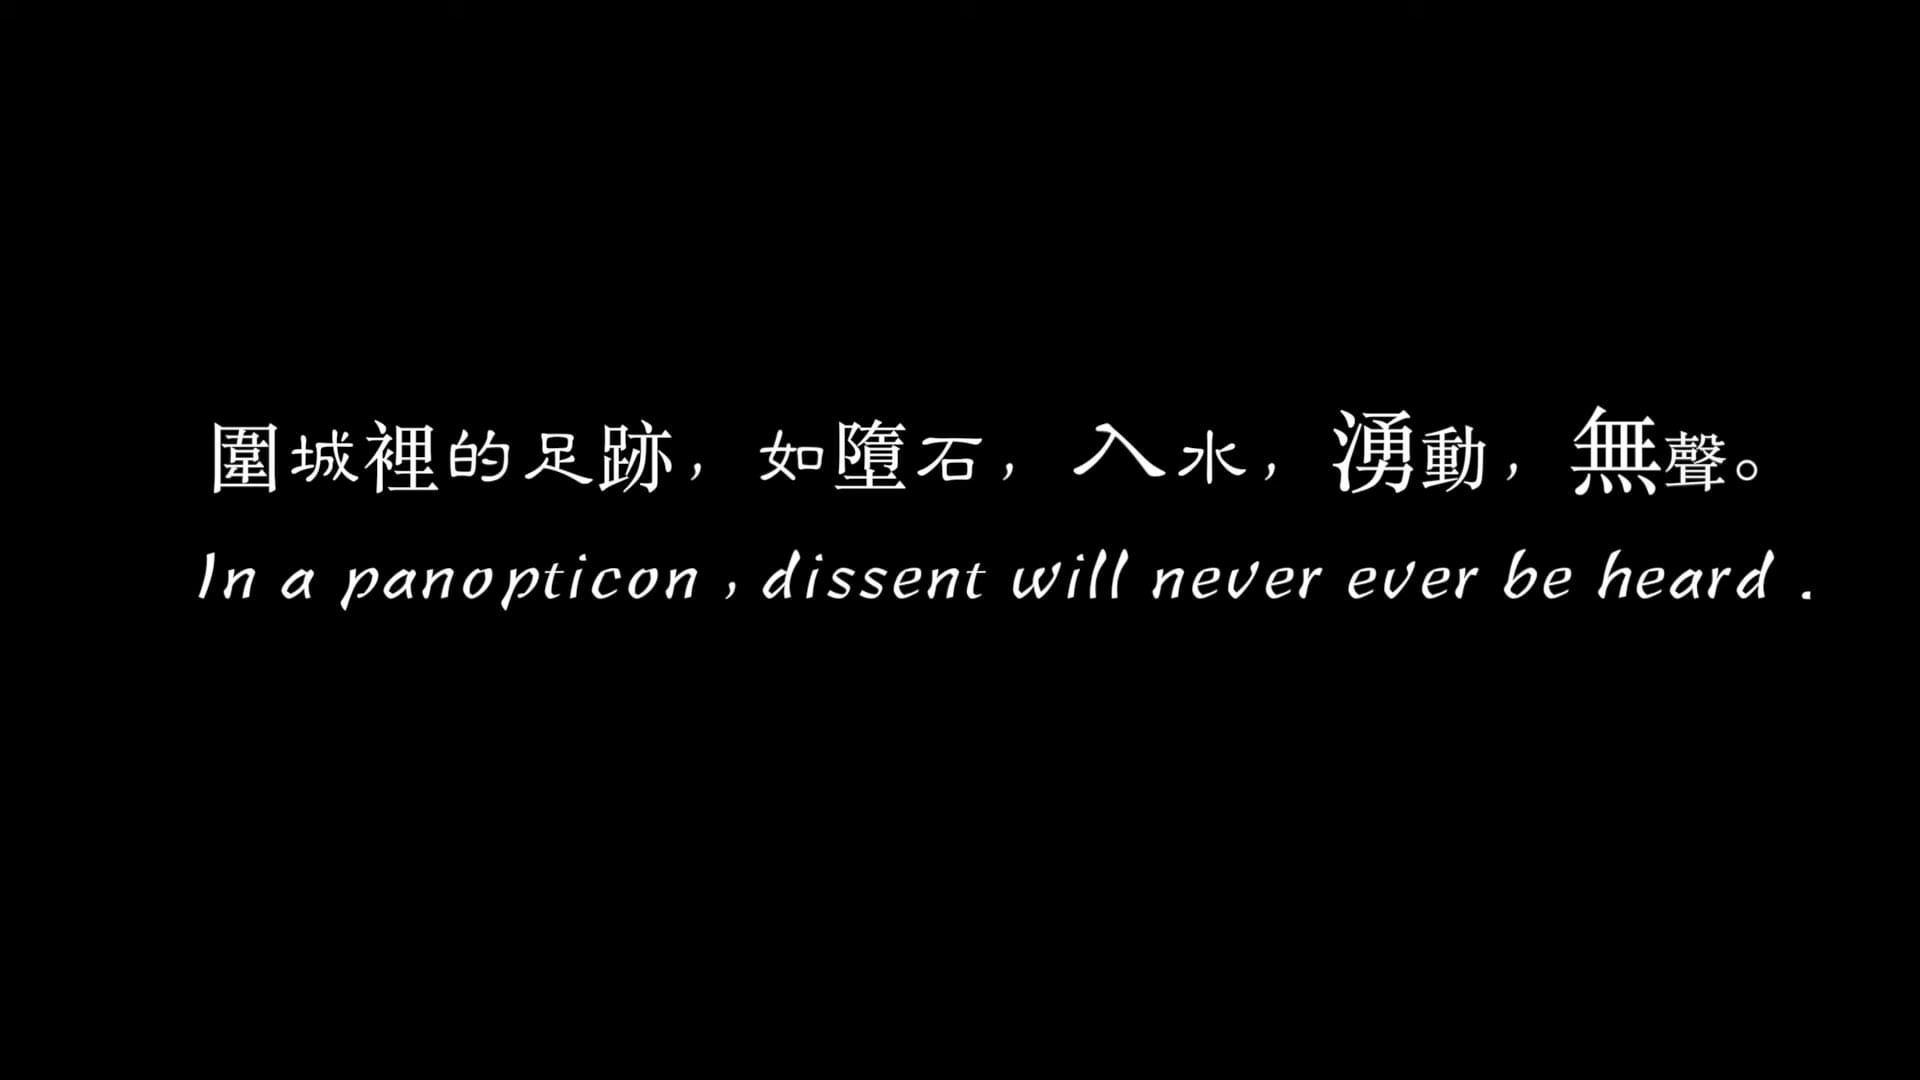 圍城裡的足跡，如墮石，入水，湧動，無聲。
In a panopticon , dissent will never ever be heard .